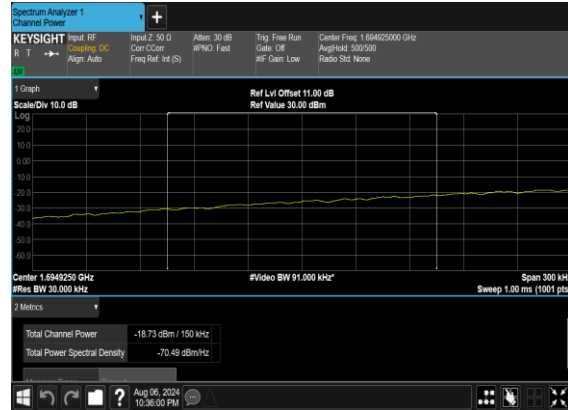 Spectrum Analyzer 1
Channel Power
+
KEYSIGHT Input: RF Input Z: 50 Ω Atten: 30 dB Trig: Free Run Center Freq: 1.694925000 GHz
R T Coupling: DC Corr CCorr #PNO: Fast Gate: Off Avg|Hold: 500/500
Align: Auto Freq Ref: Int (S) #IF Gain: Low Radio Std: None
LM
1 Graph
Ref Lvl Offset 11.00 dB
Scale/Div 10.0 dB Ref Value 30.00 dBm
Log
20.0
10.0
0.00
-10.0
-20.0
-30.0
-40.0
-50.0
-60.0
Center 1.6949250 GHz #Video BW 91.000 kHz* Span 300 kH
#Res BW 30.000 kHz Sweep 1.00 ms (1001 pts
2 Metrics
Total Channel Power -18.73 dBm / 150 kHz
Total Power Spectral Density -70.49 dBm/Hz
?
Aug 06, 2024
10:36:00 PM